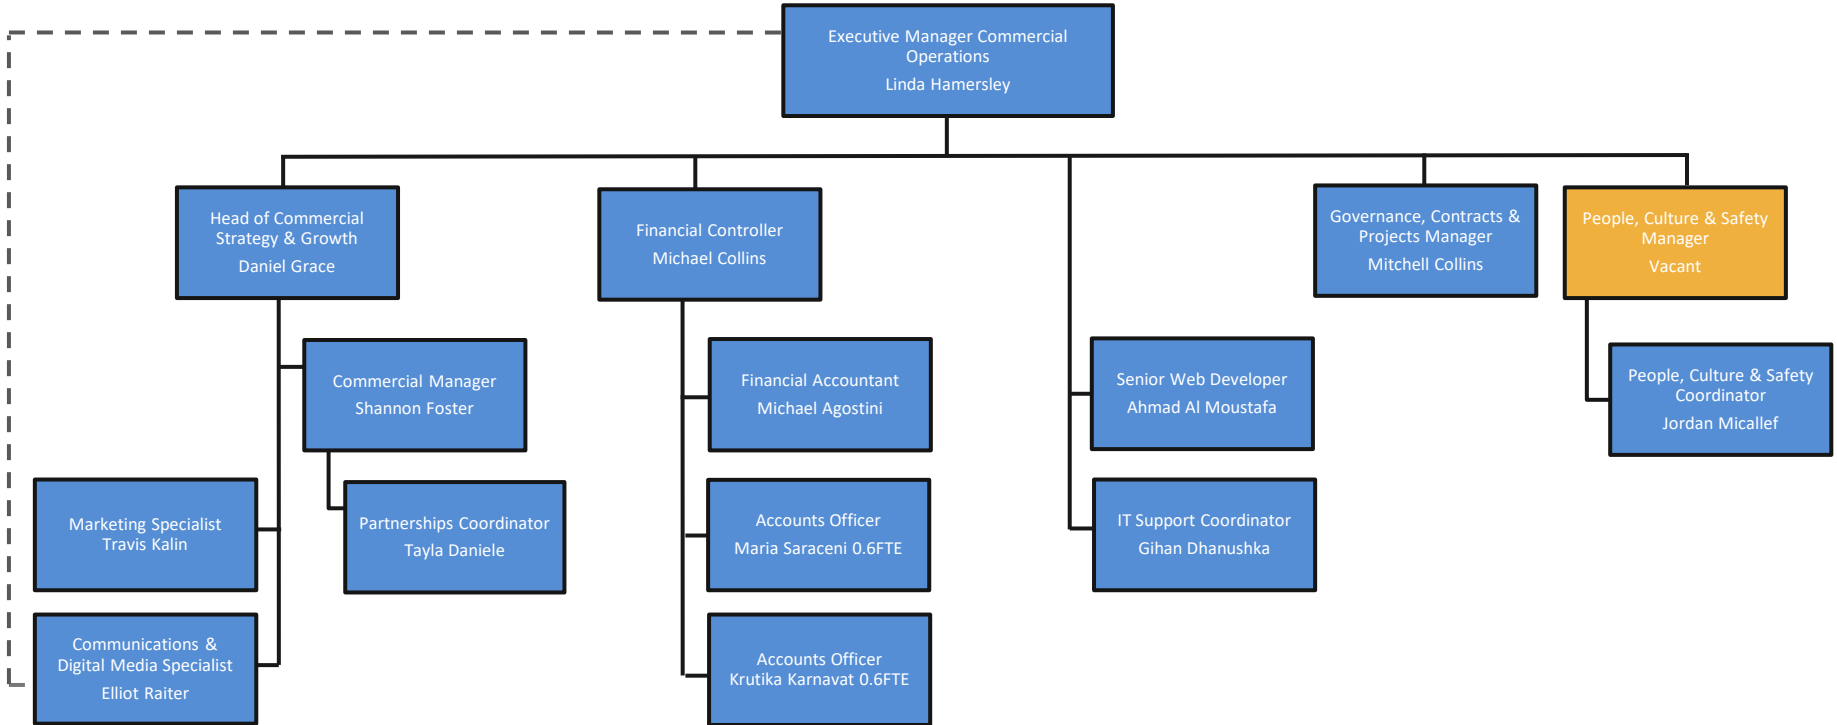 Executive Manager Commercial
Operations
Linda Hamersley
Head of Commercial
Strategy & Growth
Daniel Grace
Financial Controller
Michael Collins
Governance, Contracts &
Projects Manager
Mitchell Collins
People, Culture & Safety
Manager
Vacant
Commercial Manager
Shannon Foster
Financial Accountant
Michael Agostini
Senior Web Developer
Ahmad Al Moustafa
People, Culture & Safety
Coordinator
Jordan Micallef
Marketing Specialist
Travis Kalin
Partnerships Coordinator
Tayla Daniele
Accounts Officer
Maria Saraceni 0.6FTE
IT Support Coordinator
Gihan Dhanushka
Communications &
Digital Media Specialist
Elliot Raiter
Accounts Officer
Krutika Karnavat 0.6FTE